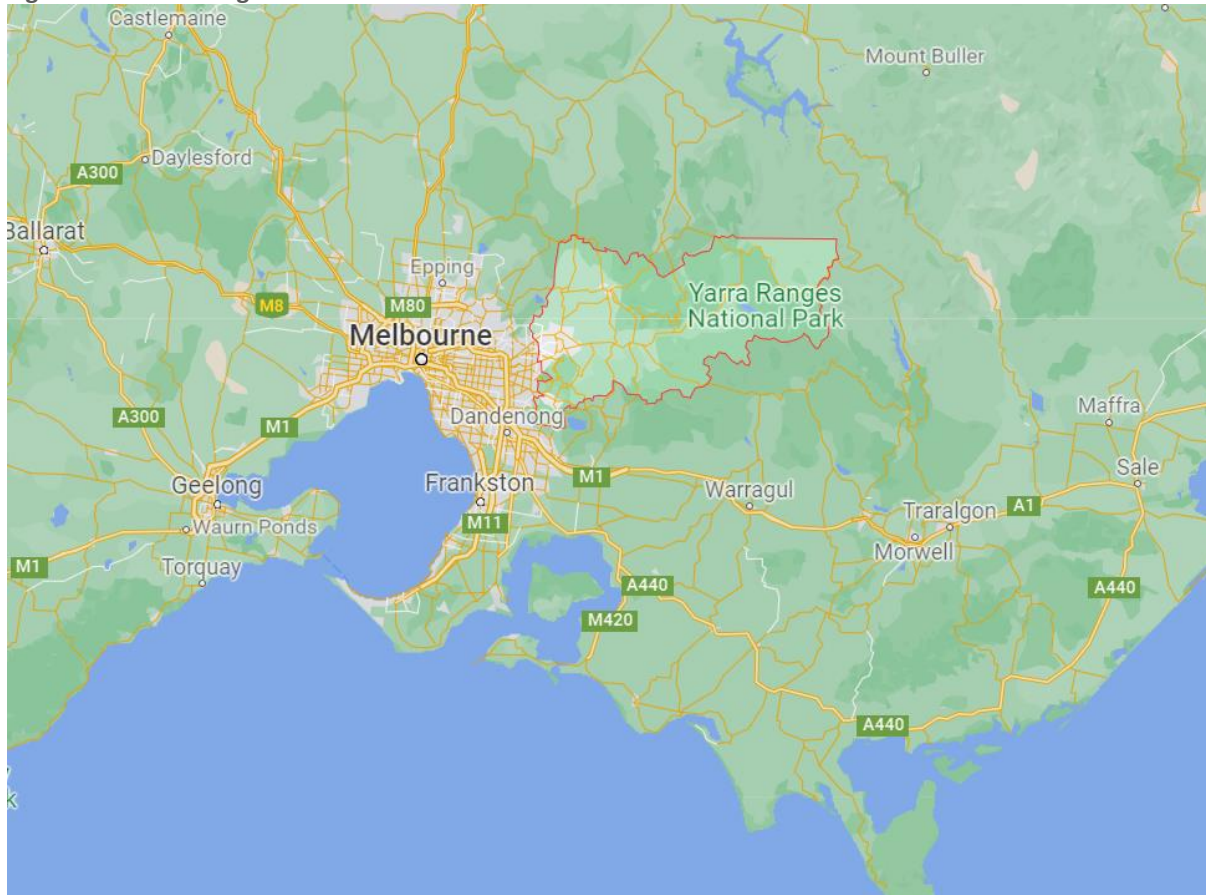 Castlemaine
Mount Buller
Daylesford
A300
Ballarat
Epping
M8
M80
Yarra Ranges
National Park
Melbourne
A300
M1
Dandenong
Maffra
Geelong
Frankston
M1
Warragul
Sale
Waurn Ponds
M11
Traralgon
A1
Morwell
M1
Torquay
A440
A440
M420
A440
k